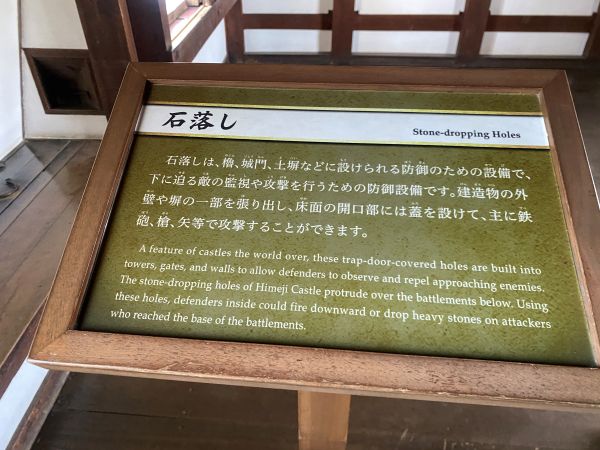 石落し
Stone-dropping Holes
石落しは、櫓、城門、土塀などに設けられる防御のための設備で、
下に迫る敵の監視や攻撃を行うための防御設備です。建造物の外
壁や塀の一部を張り出し、床面の開口部には蓋を設けて、主に鉄
砲、槍、矢等で攻撃することができます。
A feature of castles the world over, these trap-door-covered holes are built into
towers, gates, and walls to allow defenders to observe and repel approaching enemies.
The stone-dropping holes of Himeji Castle protrude over the battlements below. Using
these holes, defenders inside could fire downward or drop heavy stones on attackers
who reached the base of the battlements.